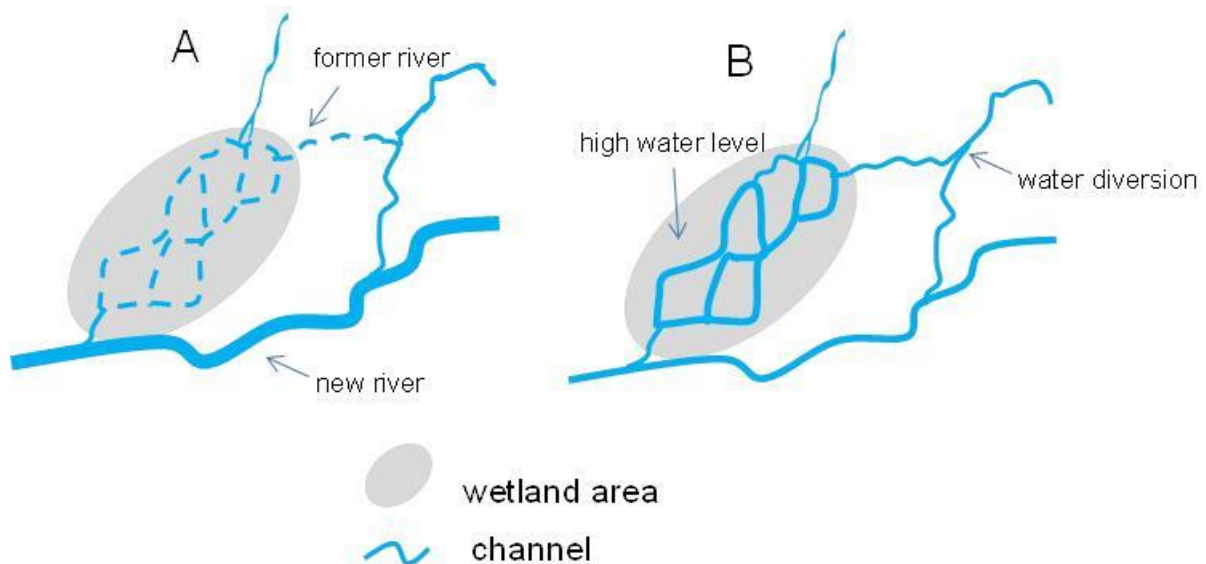 A
former river
new river
B
high water level
water diversion
wetland area
channel